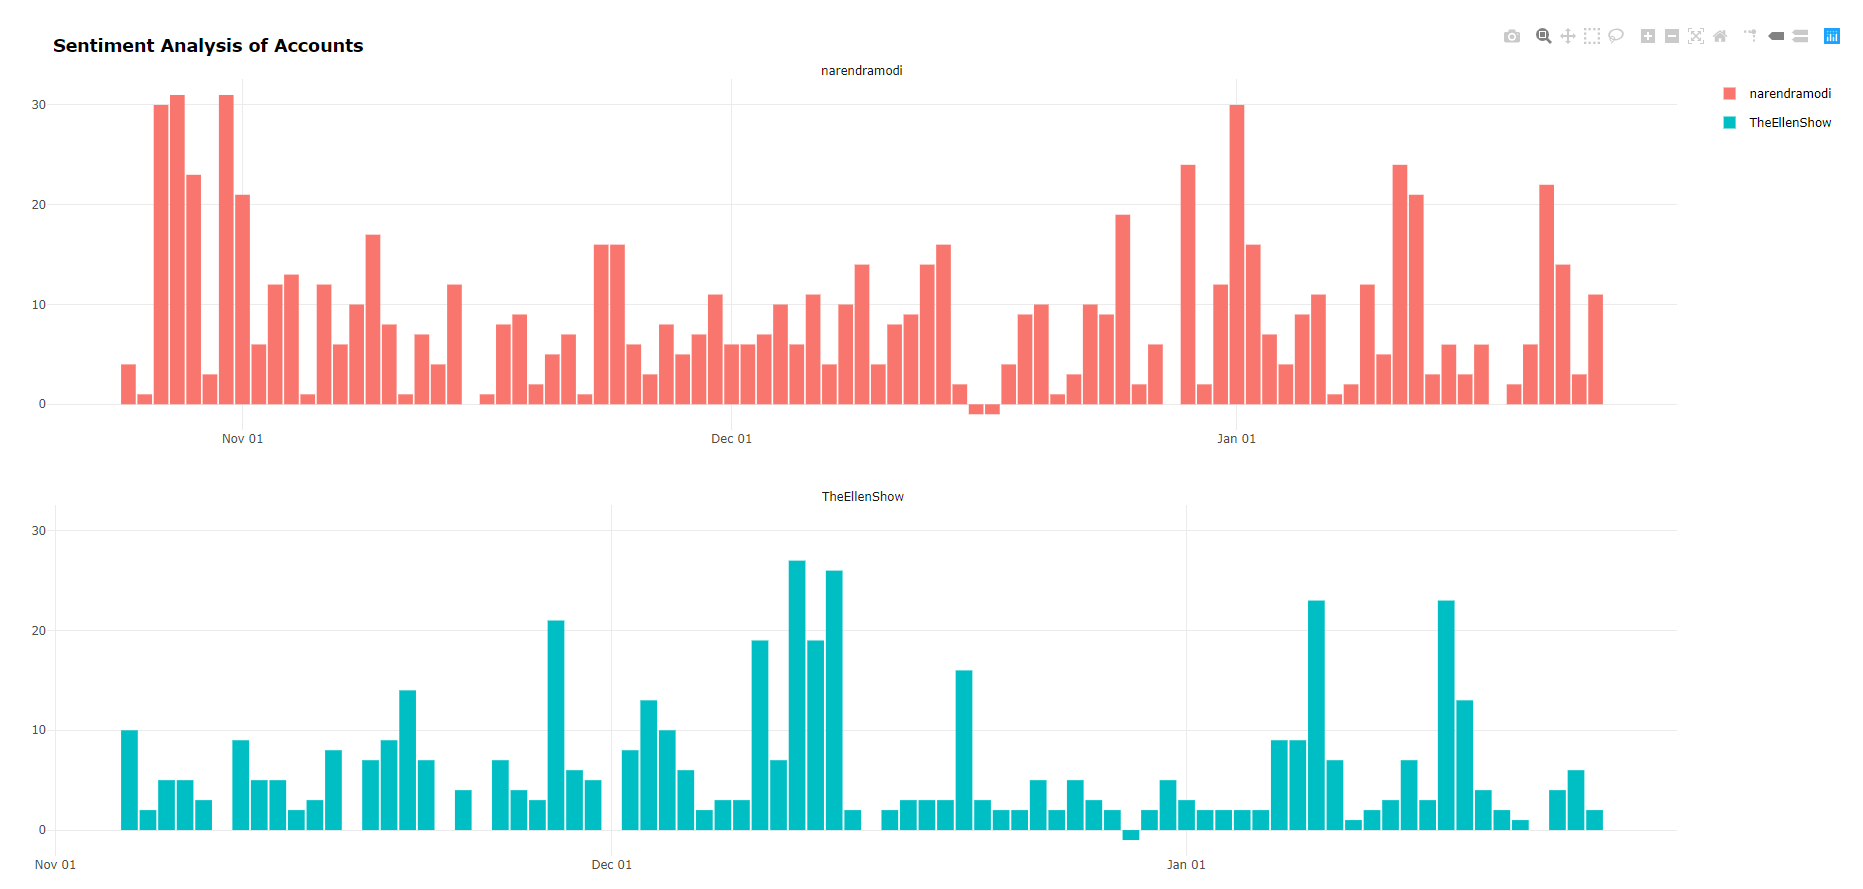 Sentiment Analysis of Accounts
narendramodi
narendramodi
TheEllenShow
30
20
10
0
Nov 01
Dec 01
Jan 01
TheEllenShow
30
20
10
0
Nov 01
Dec 01
Jan 01